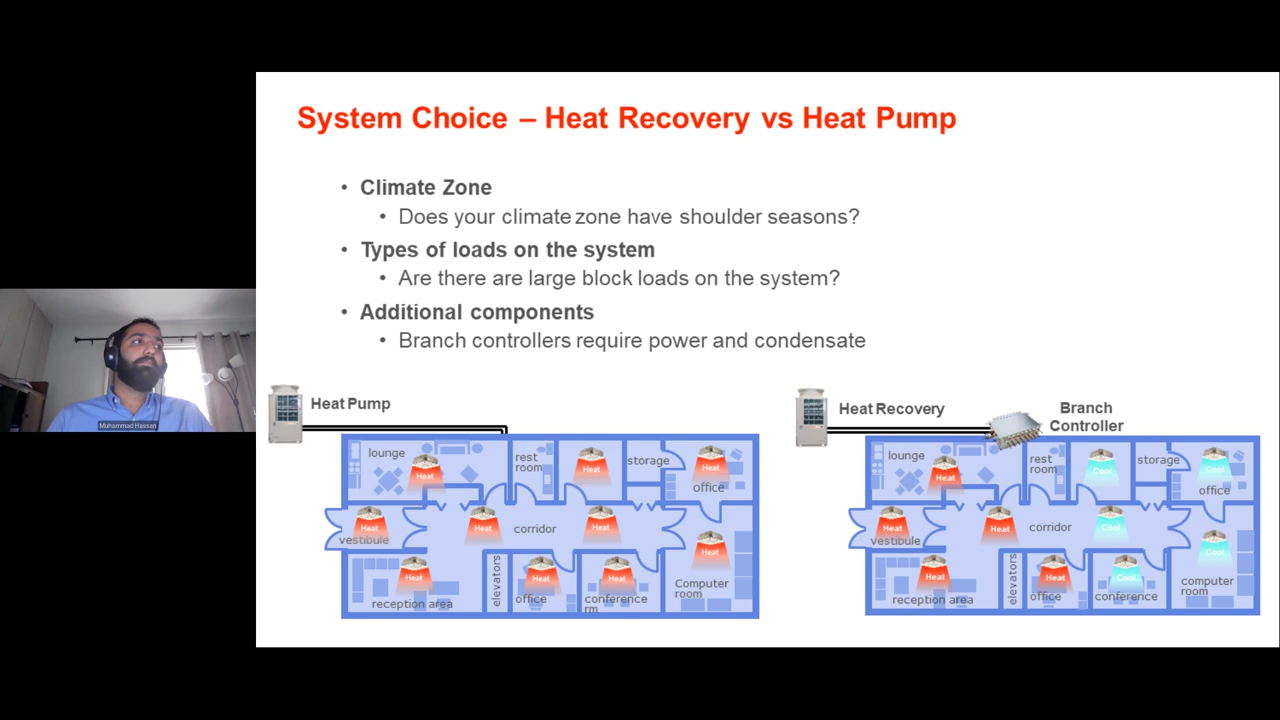 System Choice – Heat Recovery vs Heat Pump
• Climate Zone
• Does your climate zone have shoulder seasons?
• Types of loads on the system
• Are there are large block loads on the system?
• Additional components
• Branch controllers require power and condensate
Muhammad Hassan
Heat Pump
lounge
Heat
rest
room
Heat
storage
Heat
office
Heat
vestibule
Heat
corridor
Heat
Heat
Heat
reception area
elevators
Heat
office
Heat
conference
rm
Computer
room
Heat Recovery
Branch
Controller
lounge
Heat
rest
room
Cool
storage
Cool
office
Heat
vestibule
Heat
corridor
Cool
Cool
Heat
reception area
elevators
Heat
office
Cool
conference
computer
room